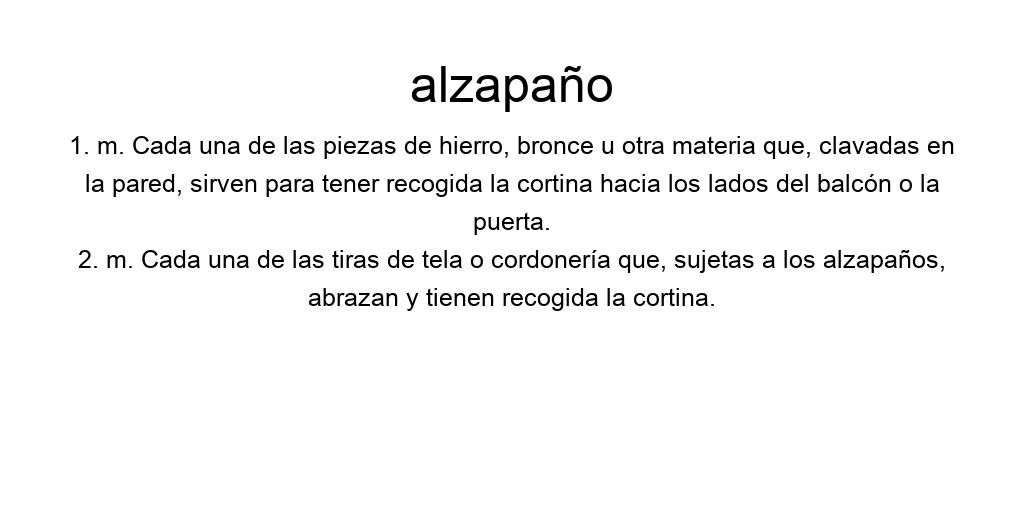 alzapaño
1. m. Cada una de las piezas de hierro, bronce u otra materia que, clavadas en
la pared, sirven para tener recogida la cortina hacia los lados del balcón o la
puerta.
2. m. Cada una de las tiras de tela o cordonería que, sujetas a los alzapaños,
abrazan y tienen recogida la cortina.